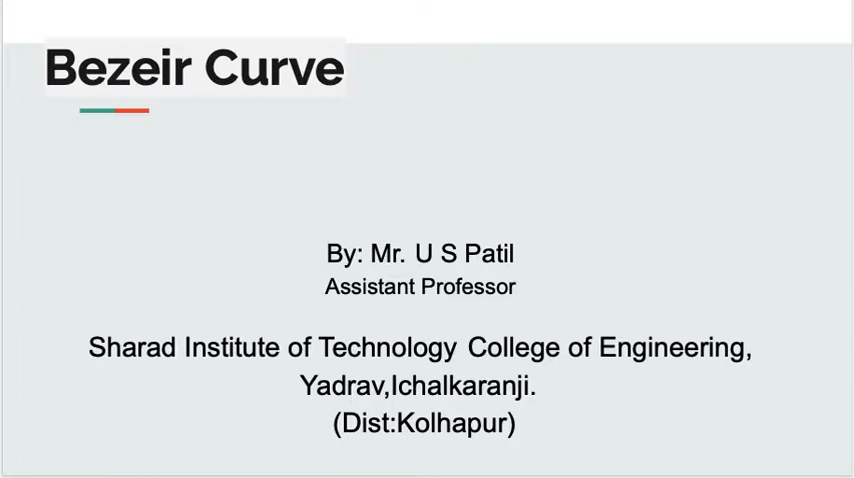 Bezeir Curve
By: Mr. U S Patil
Assistant Professor
Sharad Institute of Technology College of Engineering,
Yadrav,Ichalkaranji.
(Dist:Kolhapur)